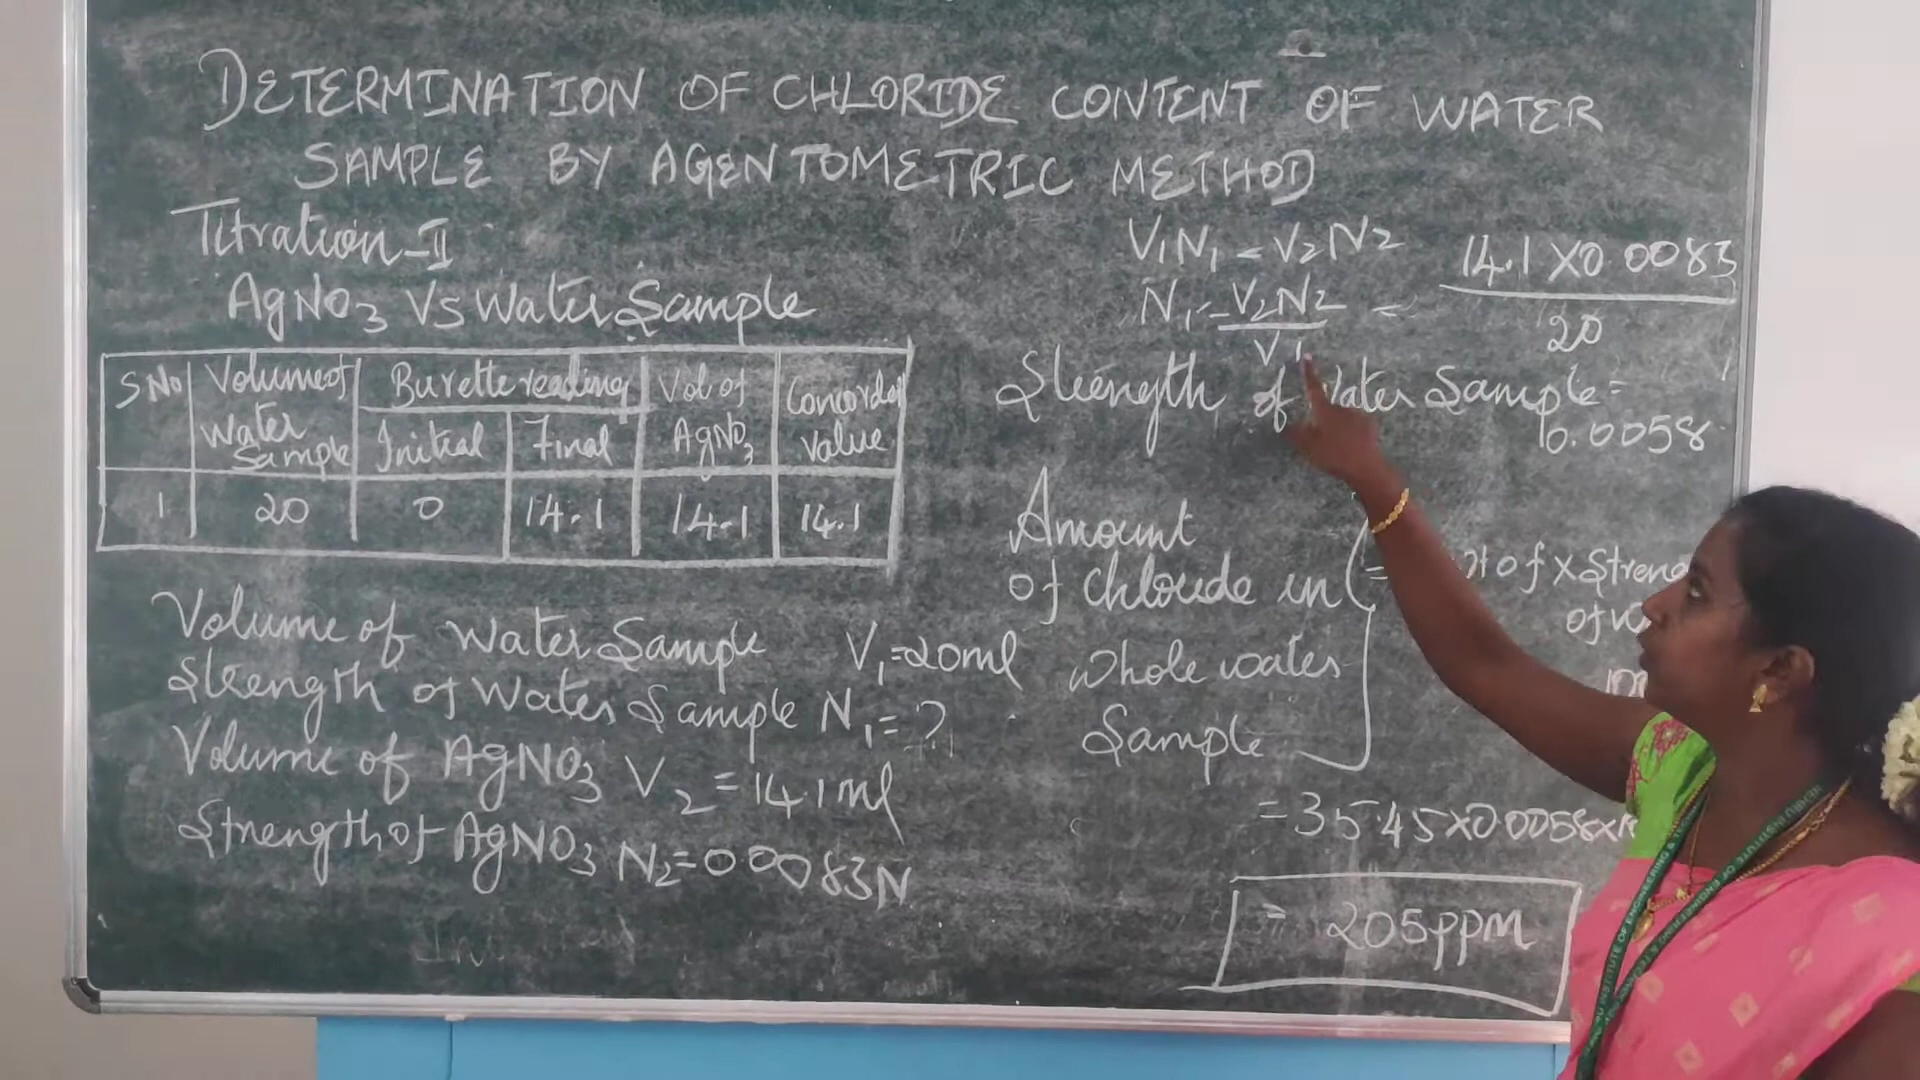 DETERMINATION OF CHLORIDE CONTENT OF WATER
SAMPLE BY AGENTOMETRIC METHOD
Titration-II
AgNO3 Vs Water Sample
S.No
Volume of Water Sample
Burette reading
Initial
Final
Vol of AgNO3
Concordat value
1
20
0
14.1
14.1
14.1
Volume of Water Sample V1=20ml
Strength of Water Sample N1=?
Volume of AgNO3 V2=14.1ml
Strength of AgNO3 N2=0.0083N
V1N1=V2N2
N1=V2N2/V1 = 14.1X0.0083/20
Strength of Water Sample=
0.0058
Amount
of chloride in
whole water
Sample
= of x Stren
of
=35.45x0.0058x
= 205ppm